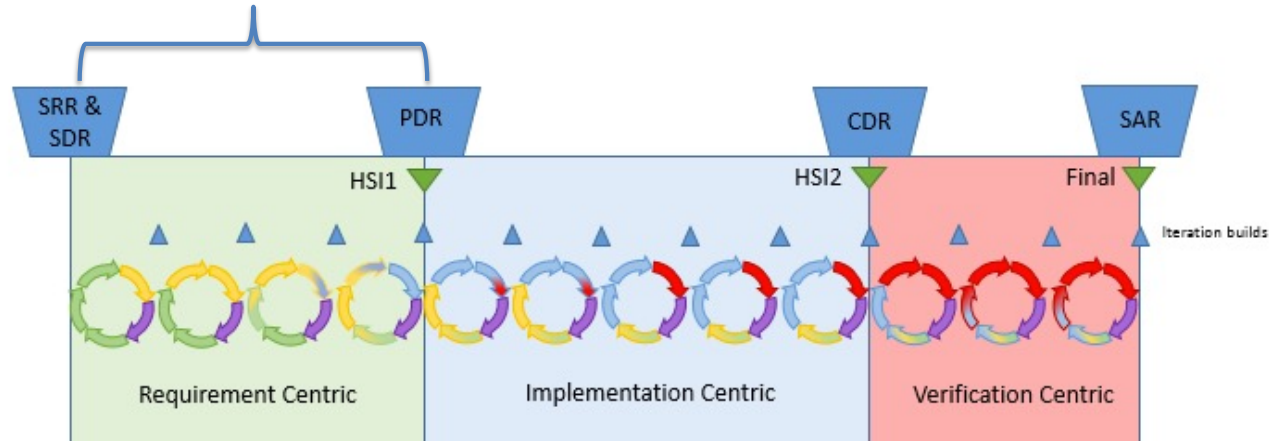 SRR &
SDR
PDR
CDR
SAR
HSI1
HSI2
Final
Iteration builds
Requirement Centric
Implementation Centric
Verification Centric